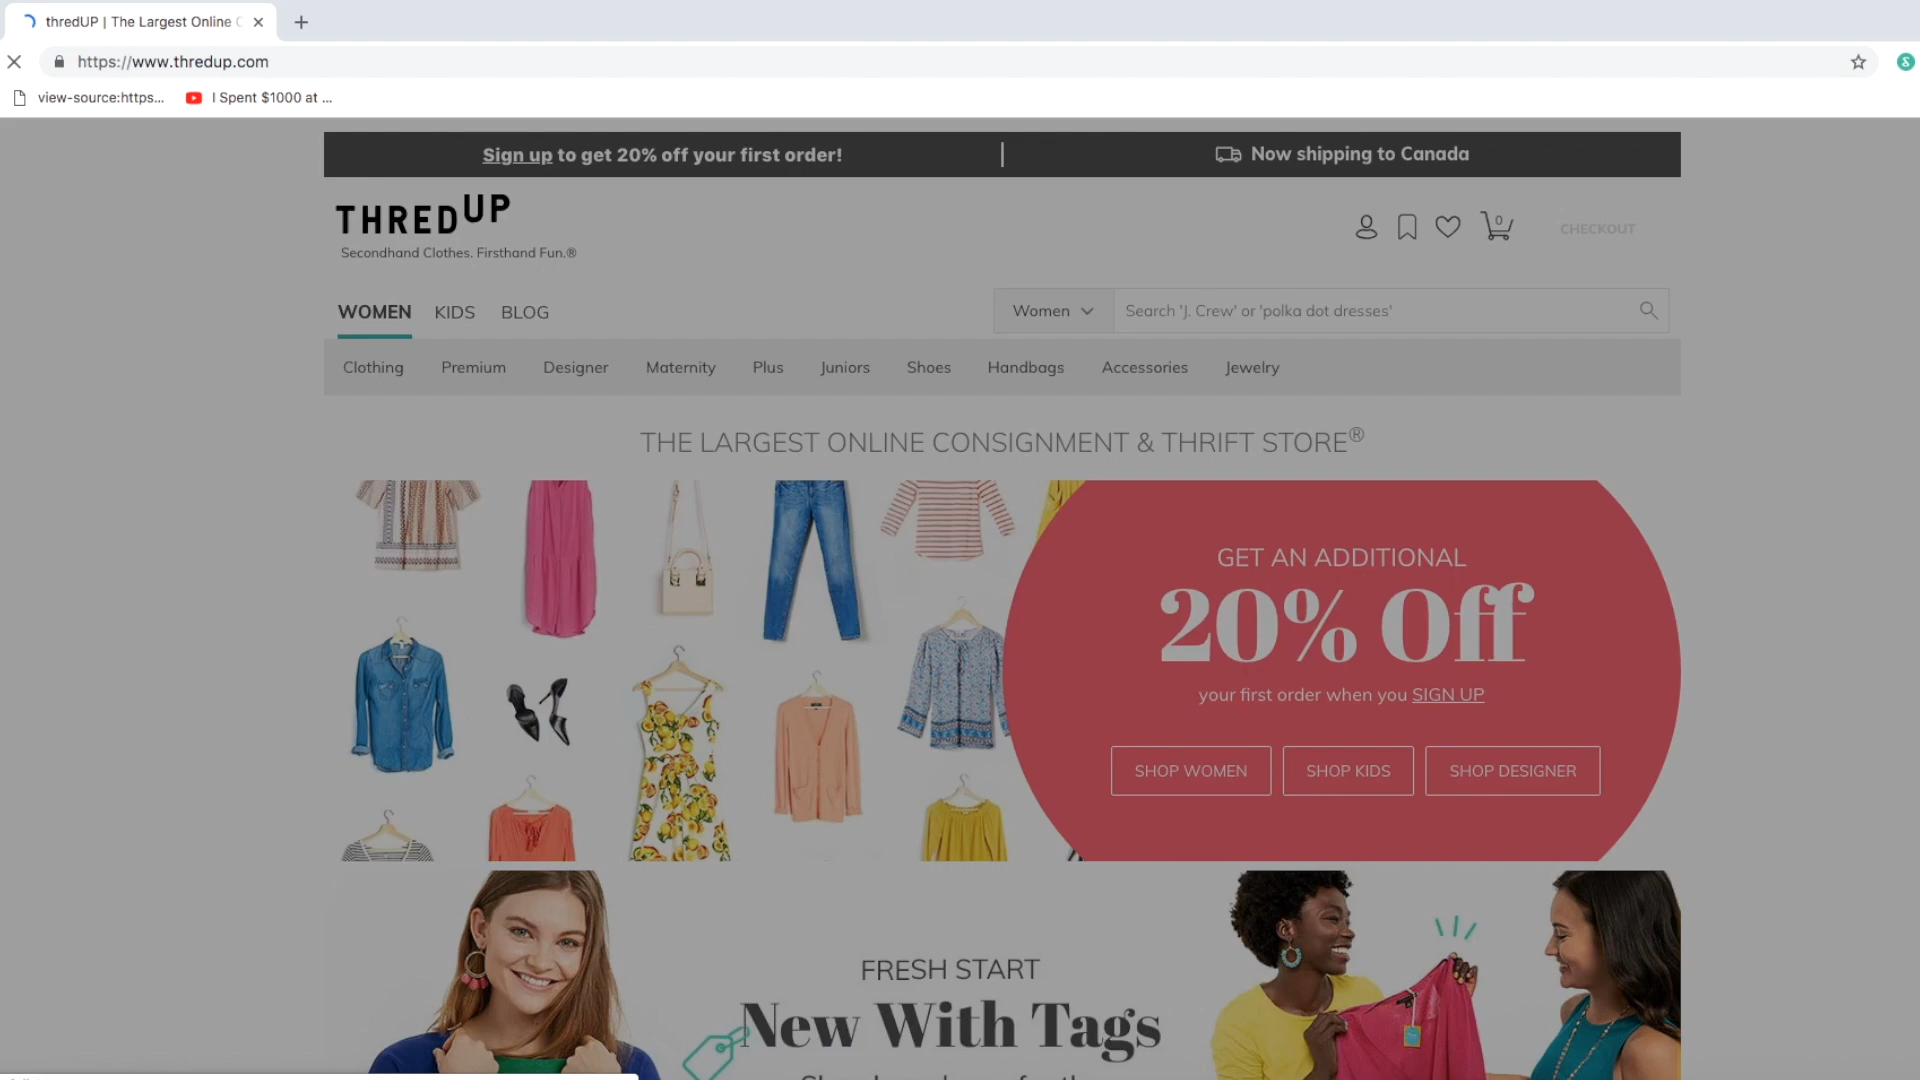 thredUP | The Largest Online
https://www.thredup.com
view-source:https...
I Spent $1000 at ...
Sign up to get 20% off your first order!
Now shipping to Canada
THREDUP
Secondhand Clothes. Firsthand Fun.®
0
CHECKOUT
WOMEN KIDS BLOG
Women
Search 'J. Crew' or 'polka dot dresses'
Clothing Premium Designer Maternity Plus Juniors Shoes Handbags Accessories Jewelry
THE LARGEST ONLINE CONSIGNMENT & THRIFT STORE®
GET AN ADDITIONAL
20% Off
your first order when you SIGN UP
SHOP WOMEN
SHOP KIDS
SHOP DESIGNER
FRESH START
New With Tags